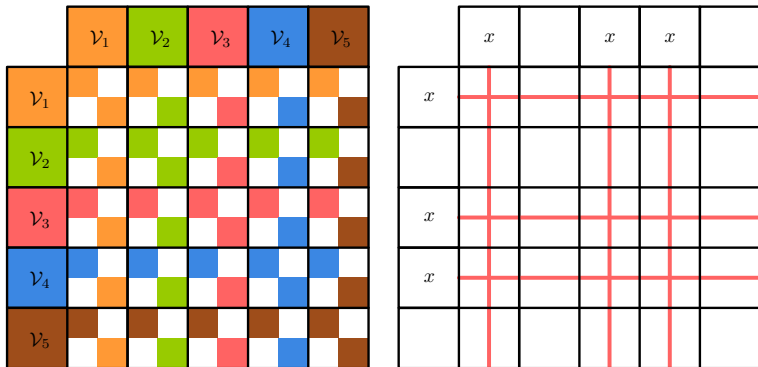 𝒱₁ 𝒱₂ 𝒱₃ 𝒱₄ 𝒱₅
x x x
𝒱₁
x
𝒱₂
𝒱₃
x
𝒱₄
x
𝒱₅